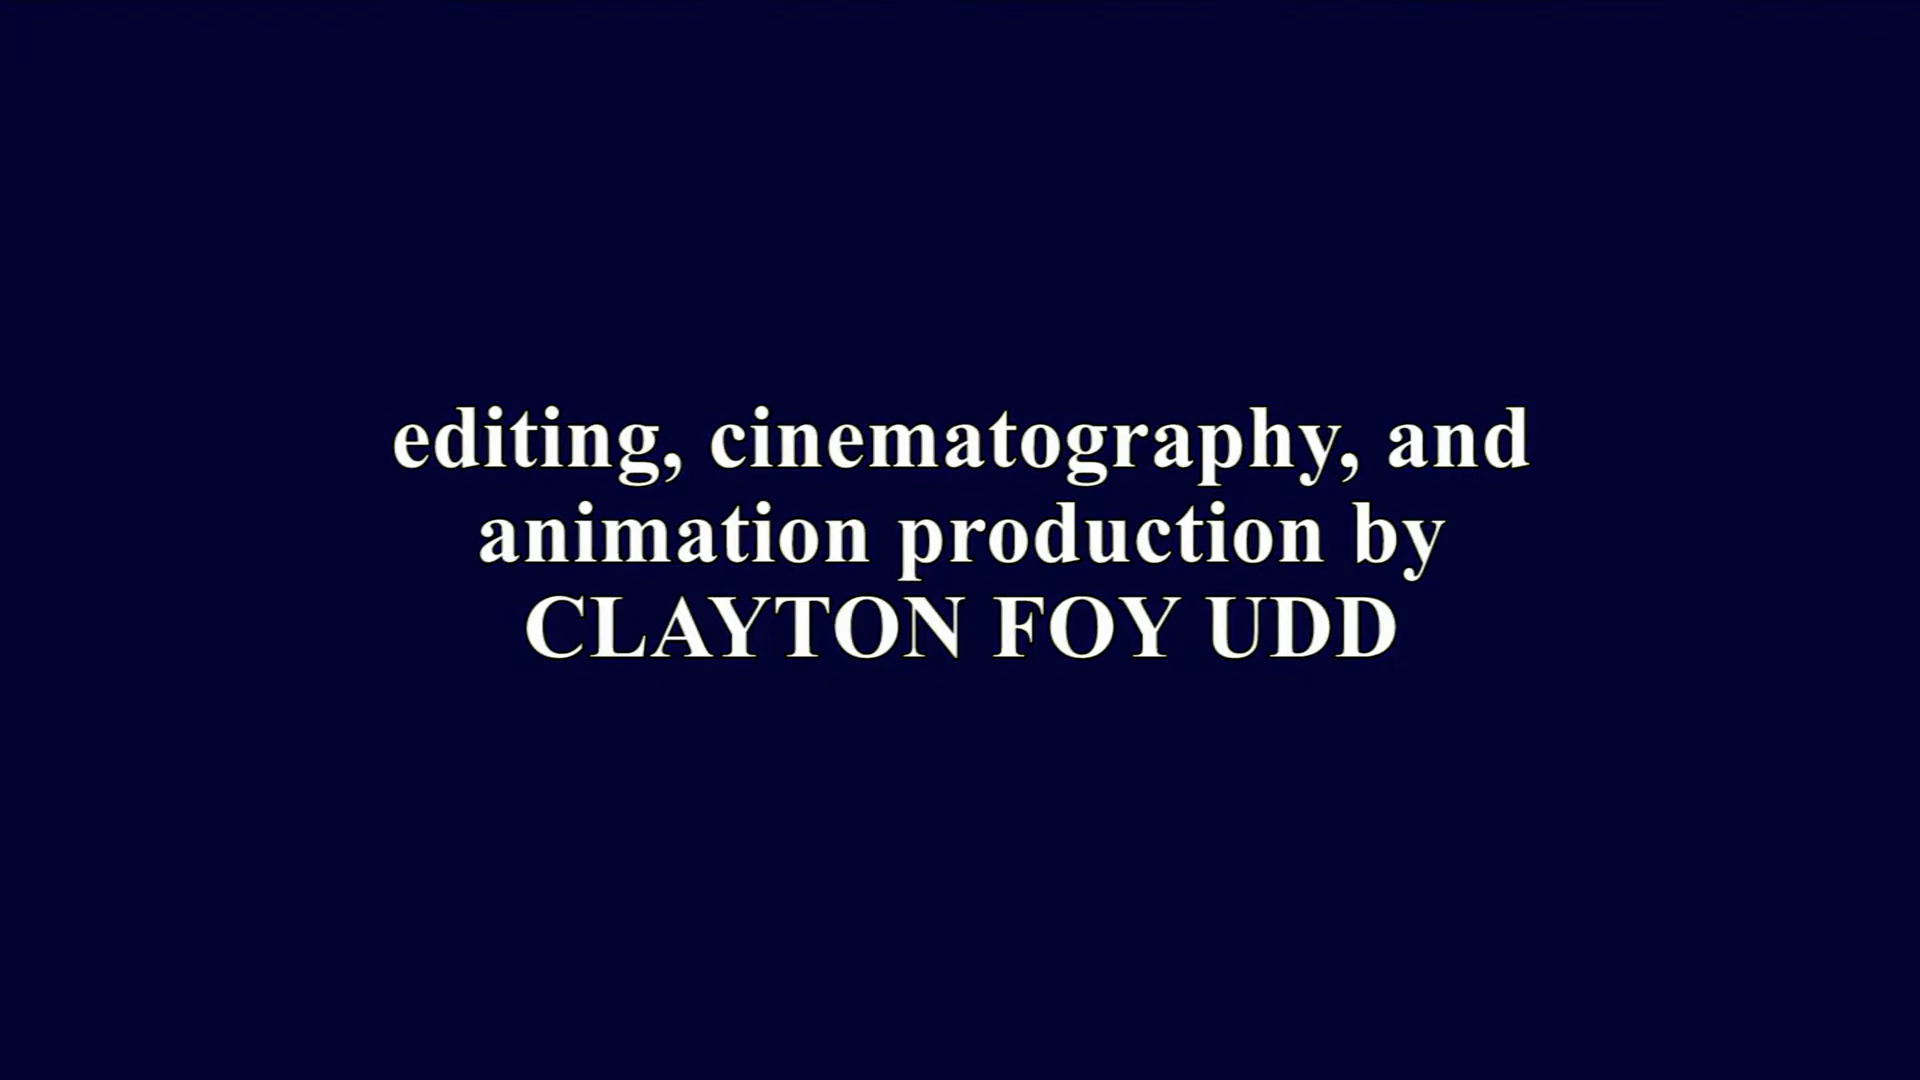 editing, cinematography, and
animation production by
CLAYTON FOY UDD